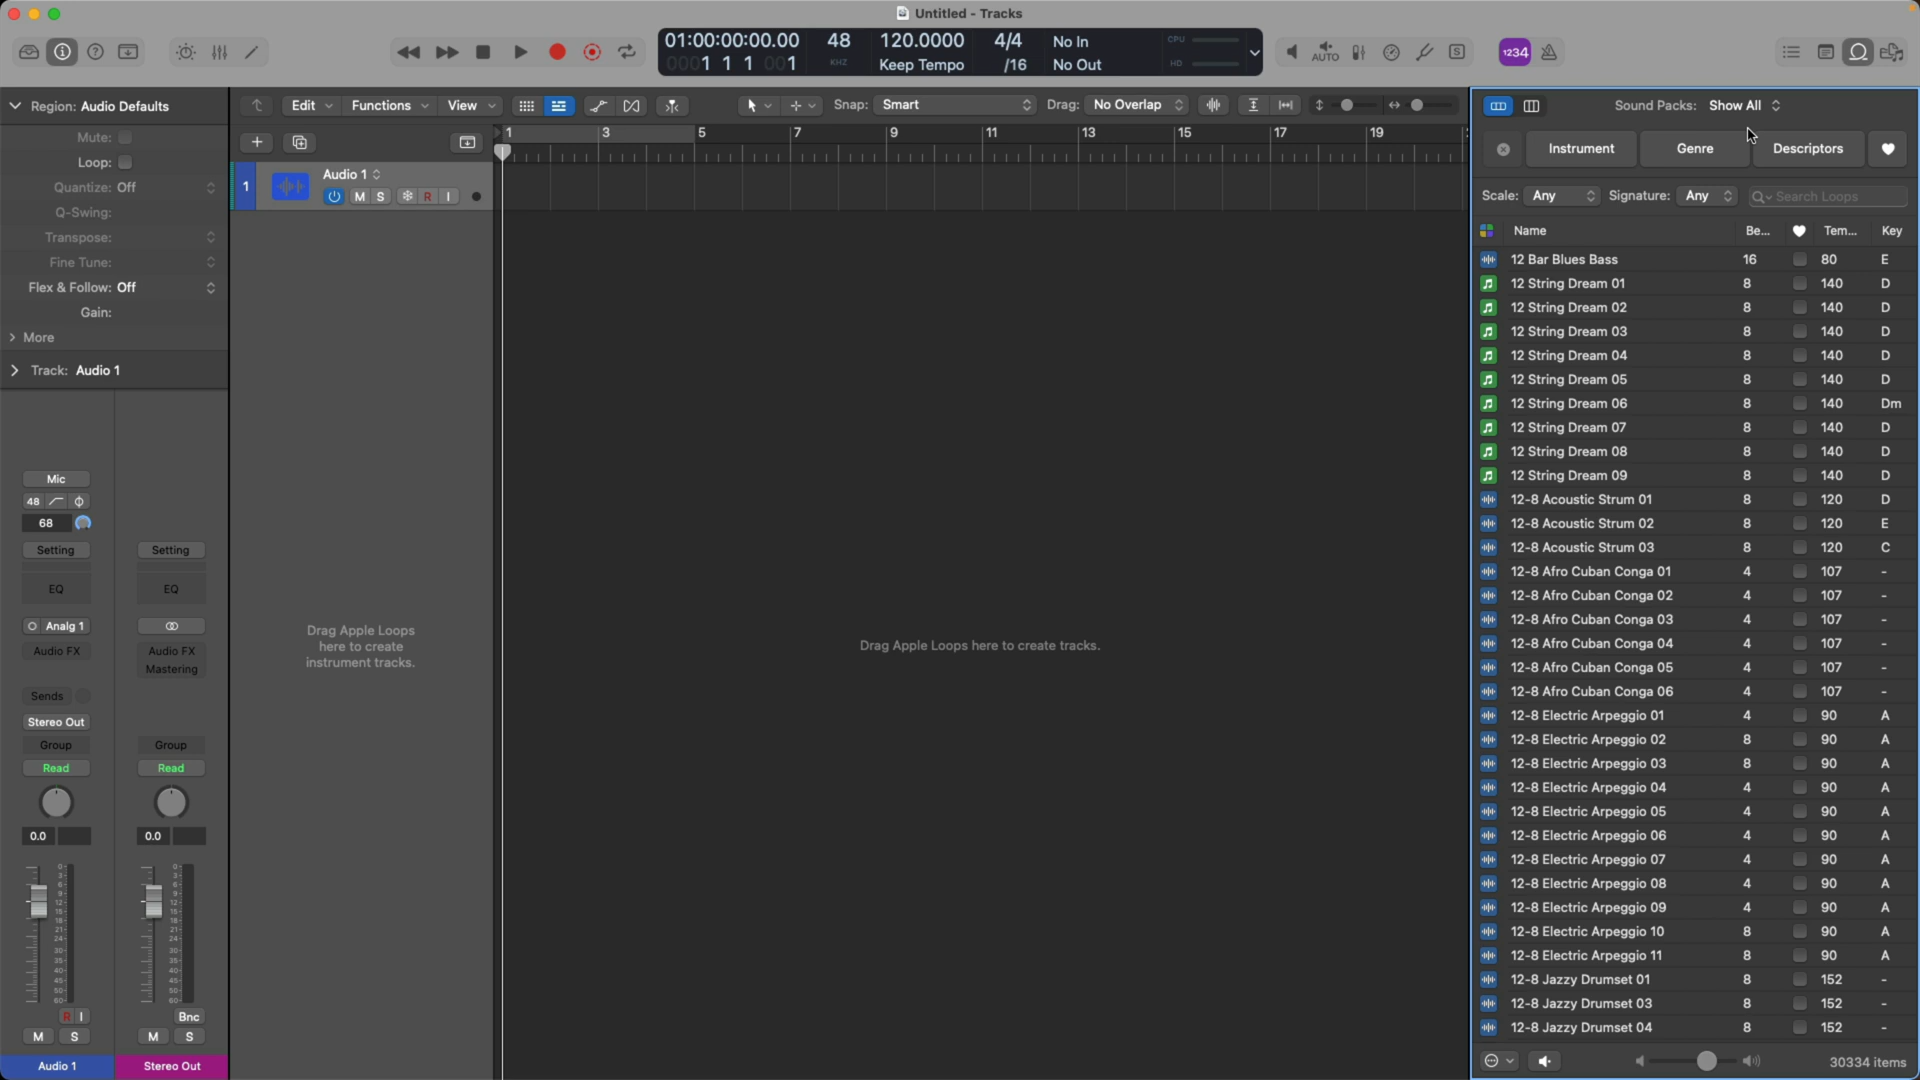 Untitled - Tracks
01:00:00:00.00 48 120.0000 4/4 No In
0001 1 1 001 KHZ Keep Tempo /16 No Out
CPU
HD
AUTO
S
1234
Region: Audio Defaults
Mute:
Loop:
Quantize: Off
Q-Swing:
Transpose:
Fine Tune:
Flex & Follow: Off
Gain:
More
Track: Audio 1
Edit Functions View
Snap: Smart Drag: No Overlap
1 3 5 7 9 11 13 15 17 19
1 Audio 1
M S R I
Drag Apple Loops
here to create
instrument tracks.
Drag Apple Loops here to create tracks.
Mic
48
68
Setting Setting
EQ EQ
Analg 1
Audio FX Audio FX
Mastering
Sends
Stereo Out
Group Group
Read Read
0.0 0.0
R I Bnc
M S M S
Audio 1 Stereo Out
Sound Packs: Show All
Instrument Genre Descriptors
Scale: Any Signature: Any Search Loops
Name Be... Tem... Key
12 Bar Blues Bass 16 80 E
12 String Dream 01 8 140 D
12 String Dream 02 8 140 D
12 String Dream 03 8 140 D
12 String Dream 04 8 140 D
12 String Dream 05 8 140 D
12 String Dream 06 8 140 Dm
12 String Dream 07 8 140 D
12 String Dream 08 8 140 D
12 String Dream 09 8 140 D
12-8 Acoustic Strum 01 8 120 D
12-8 Acoustic Strum 02 8 120 E
12-8 Acoustic Strum 03 8 120 C
12-8 Afro Cuban Conga 01 4 107 -
12-8 Afro Cuban Conga 02 4 107 -
12-8 Afro Cuban Conga 03 4 107 -
12-8 Afro Cuban Conga 04 4 107 -
12-8 Afro Cuban Conga 05 4 107 -
12-8 Afro Cuban Conga 06 4 107 -
12-8 Electric Arpeggio 01 4 90 A
12-8 Electric Arpeggio 02 8 90 A
12-8 Electric Arpeggio 03 8 90 A
12-8 Electric Arpeggio 04 4 90 A
12-8 Electric Arpeggio 05 4 90 A
12-8 Electric Arpeggio 06 4 90 A
12-8 Electric Arpeggio 07 4 90 A
12-8 Electric Arpeggio 08 4 90 A
12-8 Electric Arpeggio 09 4 90 A
12-8 Electric Arpeggio 10 8 90 A
12-8 Electric Arpeggio 11 8 90 A
12-8 Jazzy Drumset 01 8 152 -
12-8 Jazzy Drumset 03 8 152 -
12-8 Jazzy Drumset 04 8 152 -
30334 items